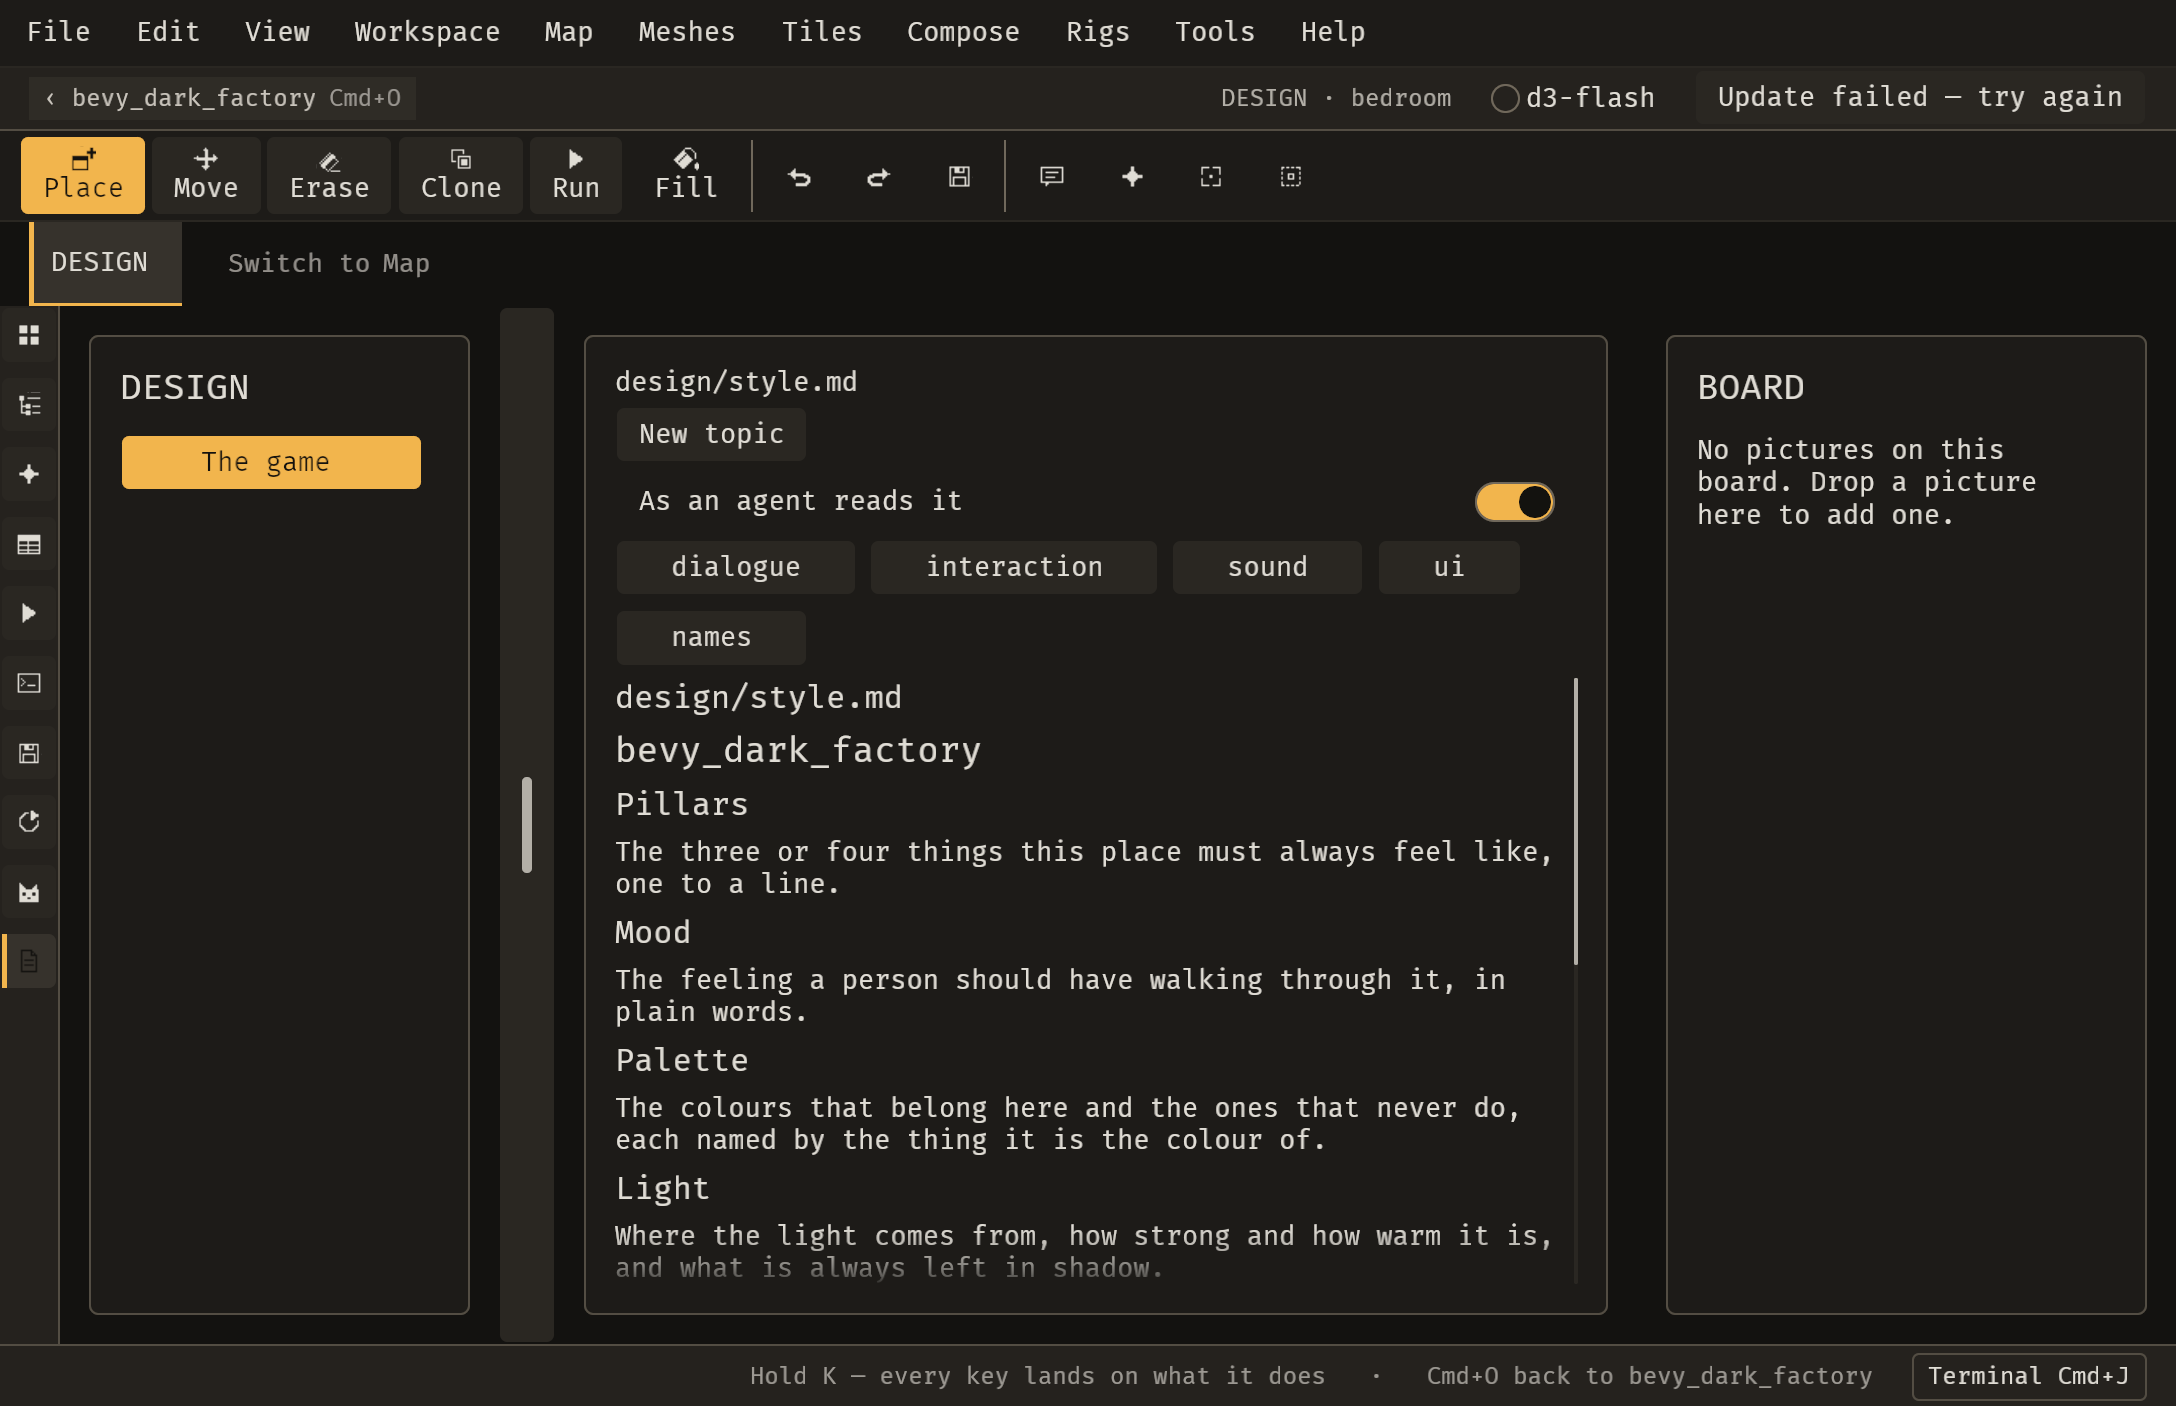 File Edit View Workspace Map Meshes Tiles Compose Rigs Tools Help
‹ bevy_dark_factory Cmd+O
DESIGN · bedroom
d3-flash
Update failed — try again
Place Move Erase Clone Run Fill
DESIGN
Switch to Map
DESIGN
The game
design/style.md
New topic
As an agent reads it
dialogue interaction sound ui
names
design/style.md
bevy_dark_factory
Pillars
The three or four things this place must always feel like,
one to a line.
Mood
The feeling a person should have walking through it, in
plain words.
Palette
The colours that belong here and the ones that never do,
each named by the thing it is the colour of.
Light
Where the light comes from, how strong and how warm it is,
and what is always left in shadow.
BOARD
No pictures on this
board. Drop a picture
here to add one.
Hold K — every key lands on what it does · Cmd+O back to bevy_dark_factory
Terminal Cmd+J